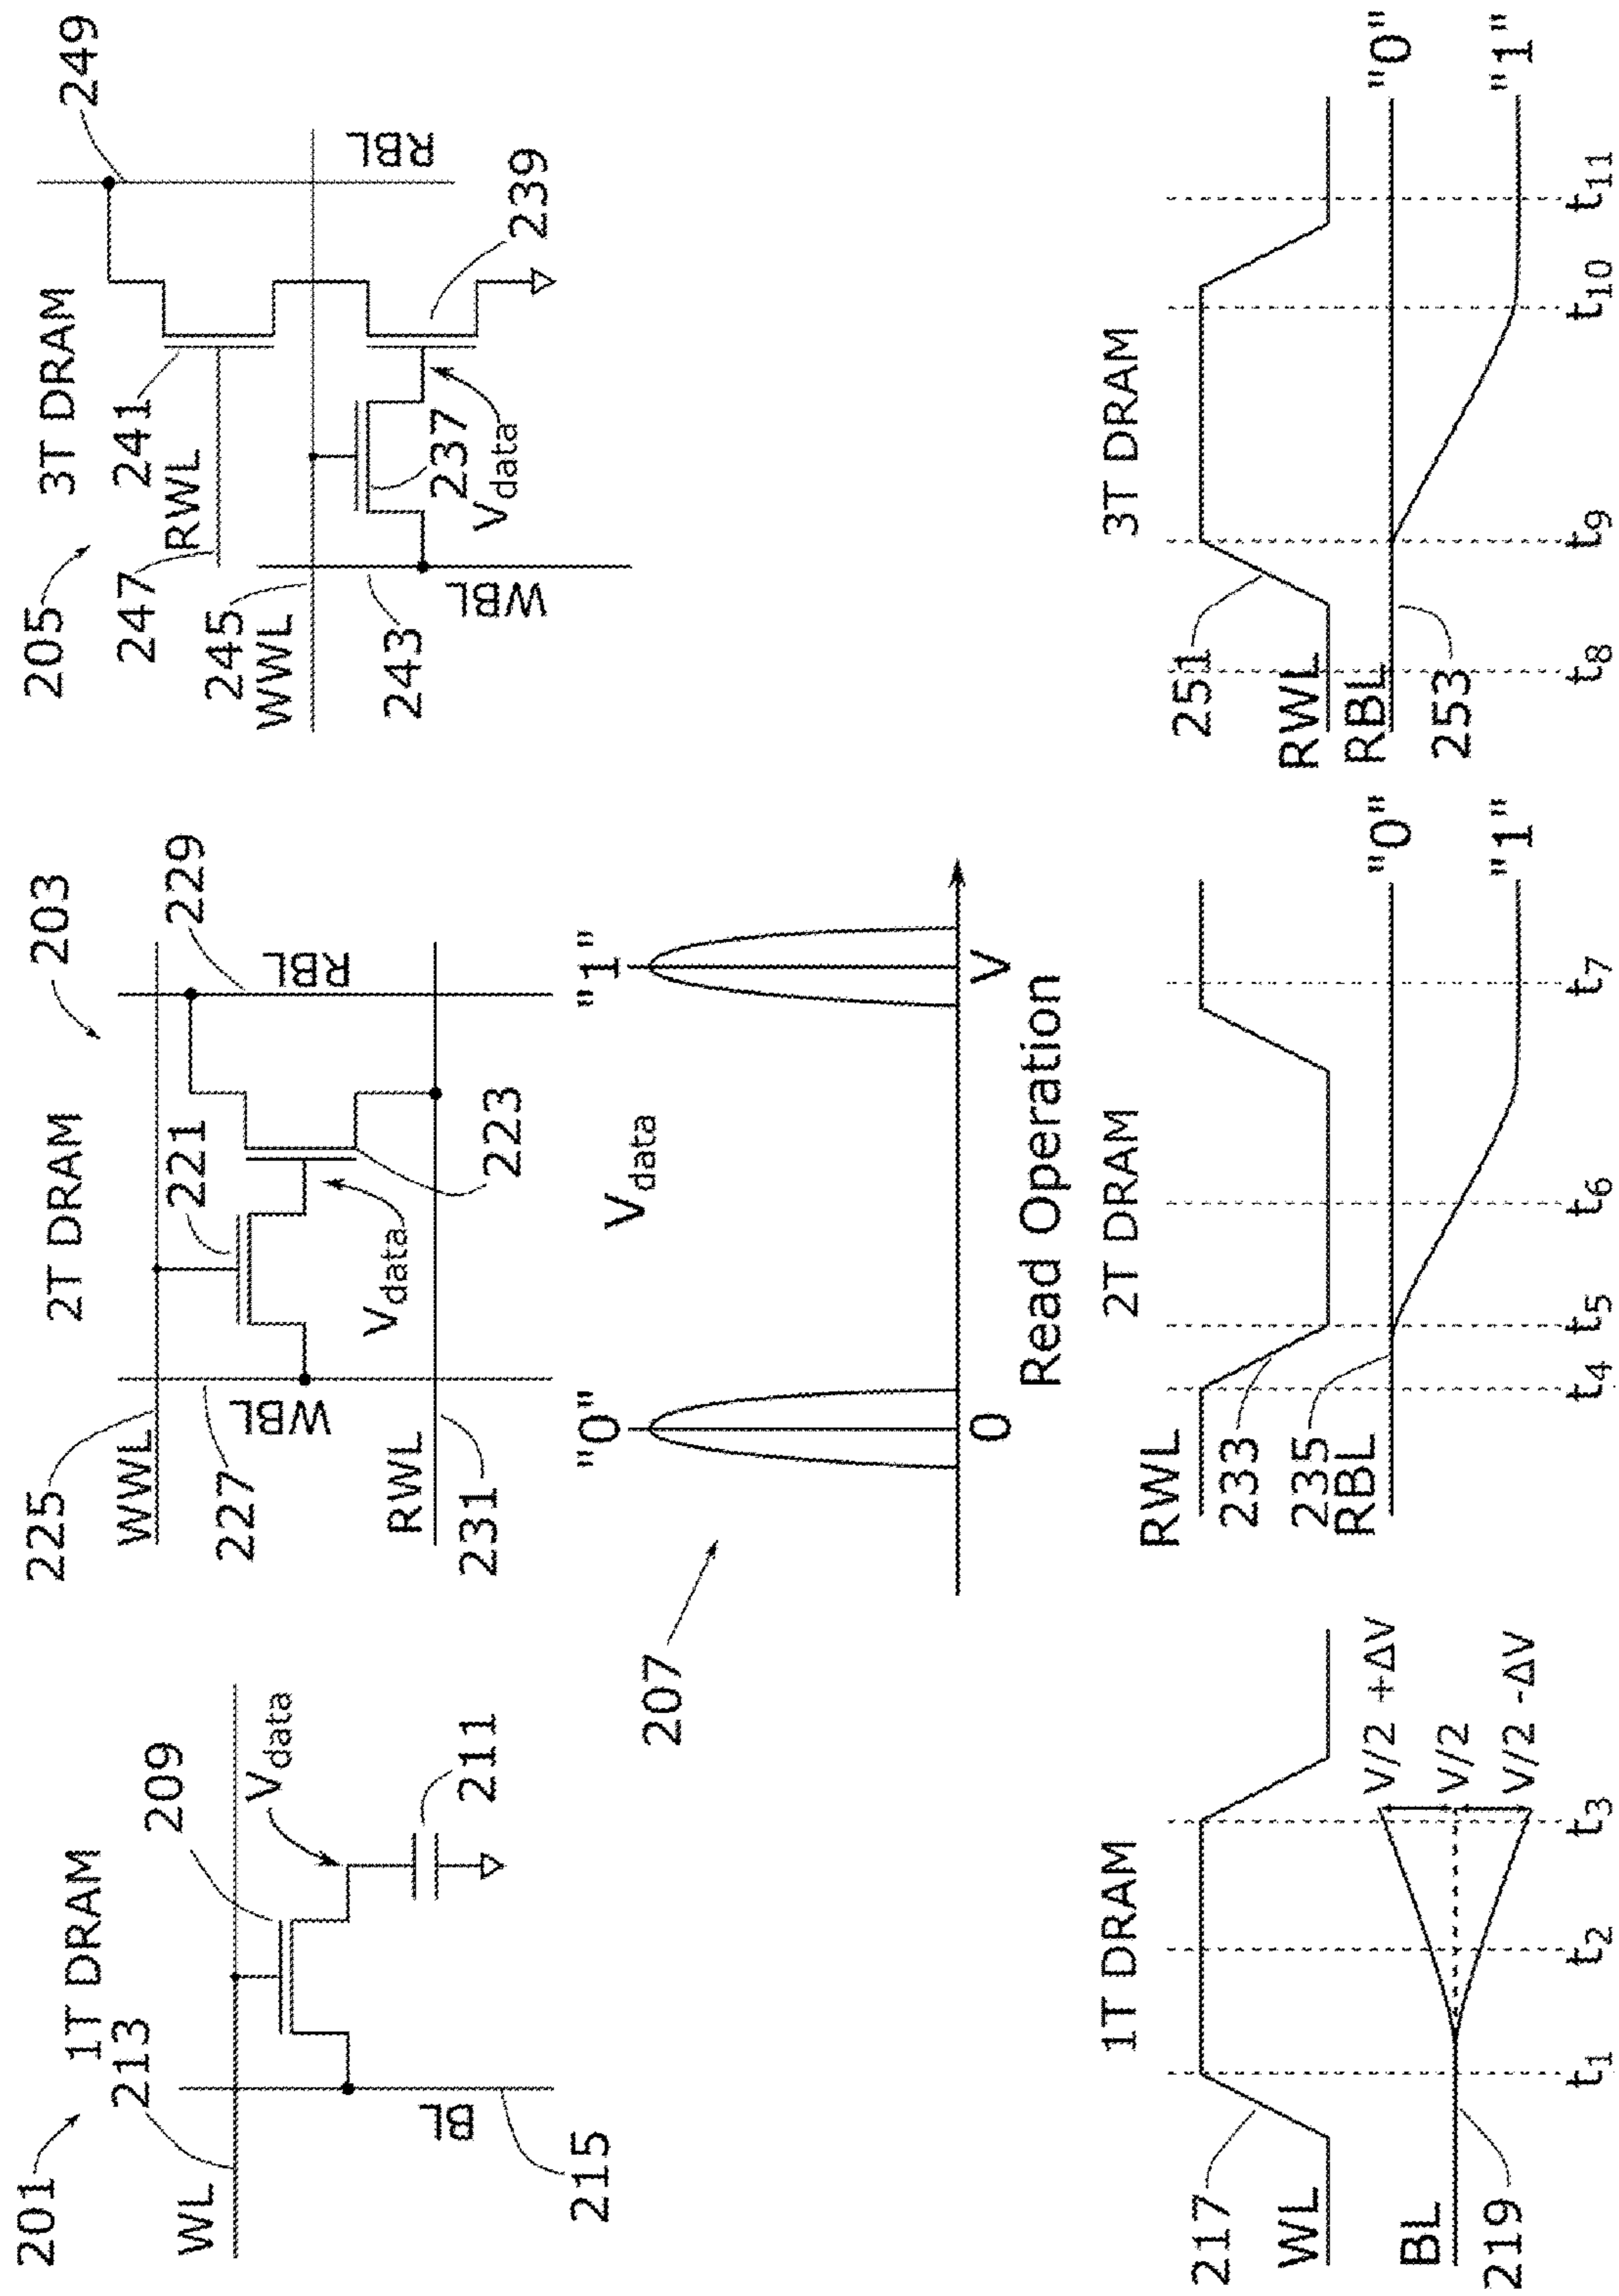 201
1T DRAM
213
209
WL
V_data
BL
215
211
2T DRAM
203
225
WWL
221
229
227
WBL
RBL
V_data
RWL
231
223
205
3T DRAM
249
241
247
RWL
245
WWL
RBL
243
WBL
237
V_data
239
207
"0"
V_data
"1"
0
V
Read Operation
1T DRAM
217
WL
V/2 +ΔV
BL
V/2
219
V/2 -ΔV
t1
t2
t3
2T DRAM
RWL
233
235
RBL
"0"
"1"
t4
t5
t6
t7
3T DRAM
251
RWL
RBL
"0"
253
"1"
t8
t9
t10
t11